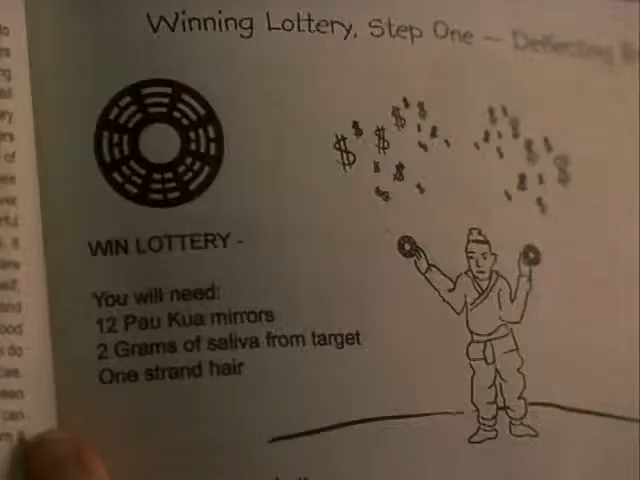 Winning Lottery, Step One – Deflecting
WIN LOTTERY -
You will need:
12 Pau Kua mirrors
2 Grams of saliva from target
One strand hair